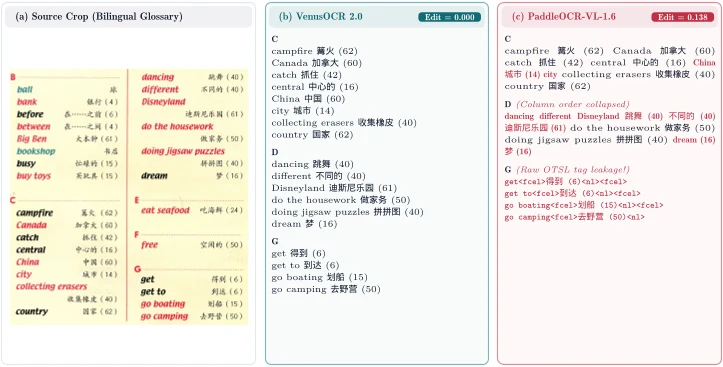 (a) Source Crop (Bilingual Glossary)
B
ball 球
bank 银行 ( 4 )
before 在……之前 ( 6 )
between 在……之间 ( 4 )
Big Ben 大本钟 ( 61 )
bookshop 书店
busy 忙碌的 ( 15 )
buy toys 买玩具 ( 15 )
C
campfire 篝火 ( 62 )
Canada 加拿大 ( 60 )
catch 抓住 ( 42 )
central 中心的 ( 16 )
China 中国 ( 60 )
city 城市 ( 14 )
collecting erasers
收集橡皮 ( 40 )
country 国家 ( 62 )
dancing 跳舞 ( 40 )
different 不同的 ( 40 )
Disneyland
迪斯尼乐园 ( 61 )
do the housework
做家务 ( 50 )
doing jigsaw puzzles
拼拼图 ( 40 )
dream 梦 ( 16 )
E
eat seafood 吃海鲜 ( 24 )
F
free 空闲的 ( 50 )
G
get 得到 ( 6 )
get to 到达 ( 6 )
go boating 划船 ( 15 )
go camping 去野营 ( 50 )
(b) VenusOCR 2.0 Edit = 0.000
C
campfire 篝火 (62)
Canada 加拿大 (60)
catch 抓住 (42)
central 中心的 (16)
China 中国 (60)
city 城市 (14)
collecting erasers 收集橡皮 (40)
country 国家 (62)
D
dancing 跳舞 (40)
different 不同的 (40)
Disneyland 迪斯尼乐园 (61)
do the housework 做家务 (50)
doing jigsaw puzzles 拼拼图 (40)
dream 梦 (16)
G
get 得到 (6)
get to 到达 (6)
go boating 划船 (15)
go camping 去野营 (50)
(c) PaddleOCR-VL-1.6 Edit = 0.138
C
campfire 篝火 (62) Canada 加拿大 (60)
catch 抓住 (42) central 中心的 (16) China
城市 (14) city collecting erasers 收集橡皮 (40)
country 国家 (62)
D (Column order collapsed)
dancing different Disneyland 跳舞 (40) 不同的 (40)
迪斯尼乐园 (61) do the housework 做家务 (50)
doing jigsaw puzzles 拼拼图 (40) dream (16)
梦 (16)
G (Raw OTSL tag leakage!)
get<fcel>得到 (6)<nl><fcel>
get to<fcel>到达 (6)<nl><fcel>
go boating<fcel>划船 (15)<nl><fcel>
go camping<fcel>去野营 (50)<nl>